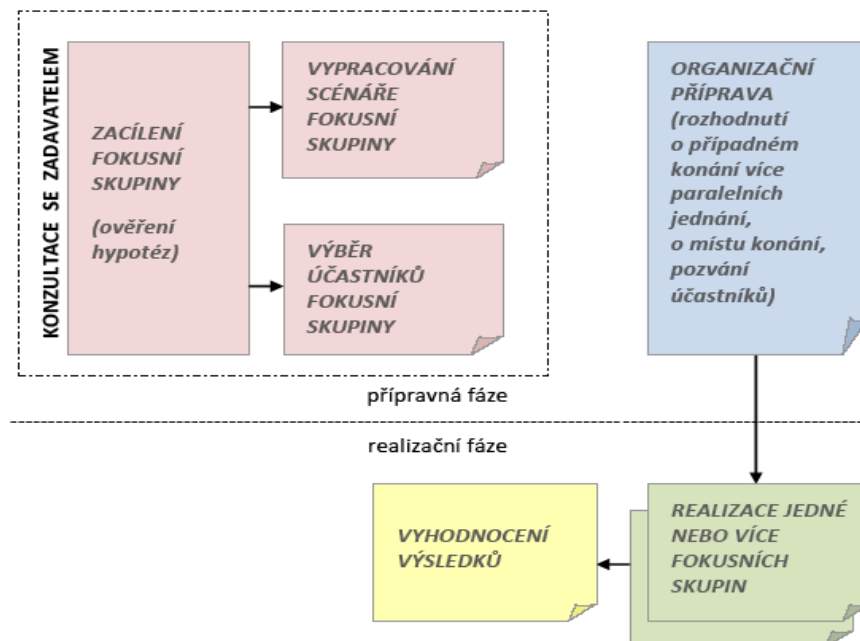 KONZULTACE SE ZADAVATELEM
ZACÍLENÍ
FOKUSNÍ
SKUPINY
(ověření
hypotéz)
VYPRACOVÁNÍ
SCÉNÁŘE
FOKUSNÍ
SKUPINY
VÝBĚR
ÚČASTNÍKŮ
FOKUSNÍ
SKUPINY
ORGANIZAČNÍ
PŘÍPRAVA
(rozhodnutí
o případném
konání více
paralelních
jednání,
o místu konání,
pozvání
účastníků)
přípravná fáze
realizační fáze
VYHODNOCENÍ
VÝSLEDKŮ
REALIZACE JEDNÉ
NEBO VÍCE
FOKUSNÍCH
SKUPIN